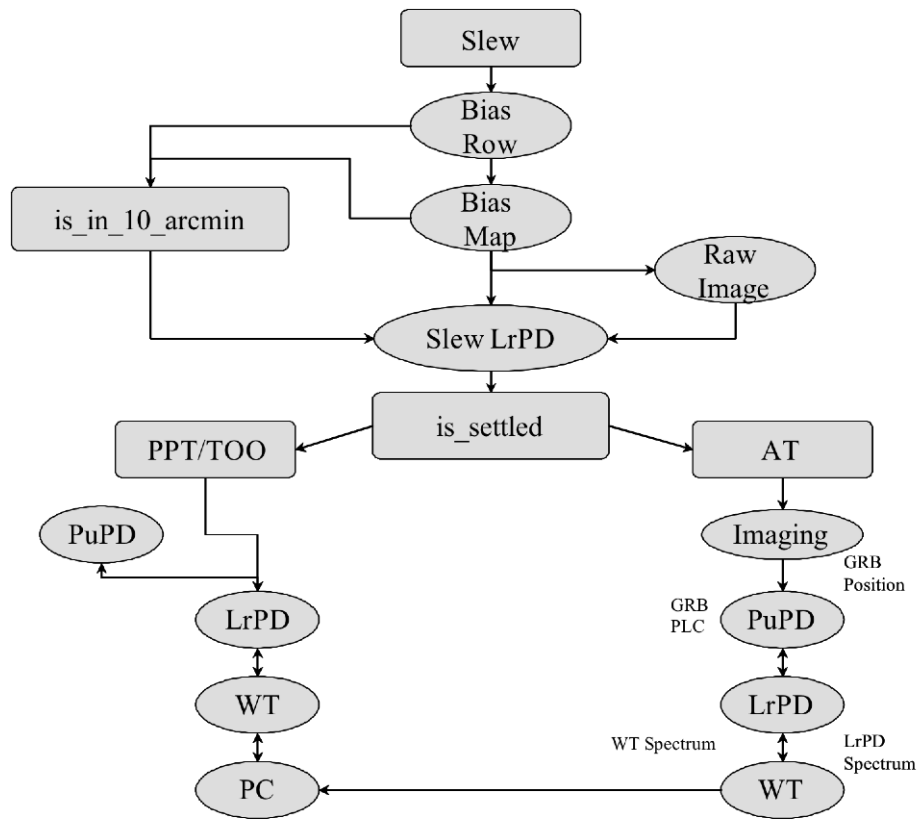 Slew
Bias
Row
is_in_10_arcmin
Bias
Map
Raw
Image
Slew LrPD
is_settled
PPT/TOO
AT
PuPD
Imaging
GRB
Position
LrPD
GRB
PLC
PuPD
WT
LrPD
WT Spectrum
LrPD
Spectrum
PC
WT